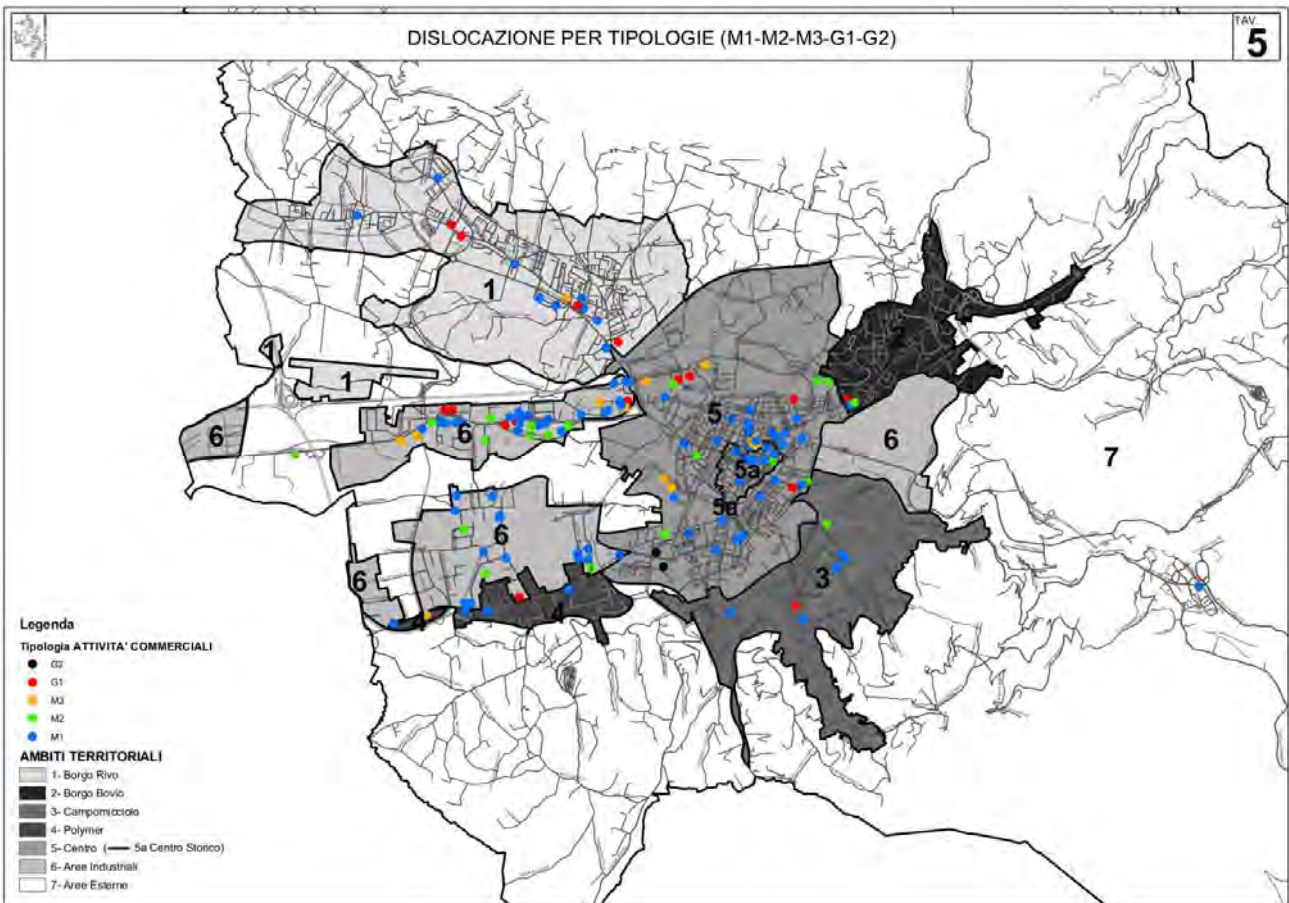 DISLOCAZIONE PER TIPOLOGIE (M1-M2-M3-G1-G2)
TAV.
5
1
1
1
2
5
6
6
6
7
5a
5a
6
6
3
4
Legenda
Tipologia ATTIVITA' COMMERCIALI
G2
G1
M3
M2
M1
AMBITI TERRITORIALI
1- Borgo Rivo
2- Borgo Bovio
3- Campomicciolo
4- Polymer
5- Centro ( 5a Centro Storico)
6- Aree Industriali
7- Aree Esterne